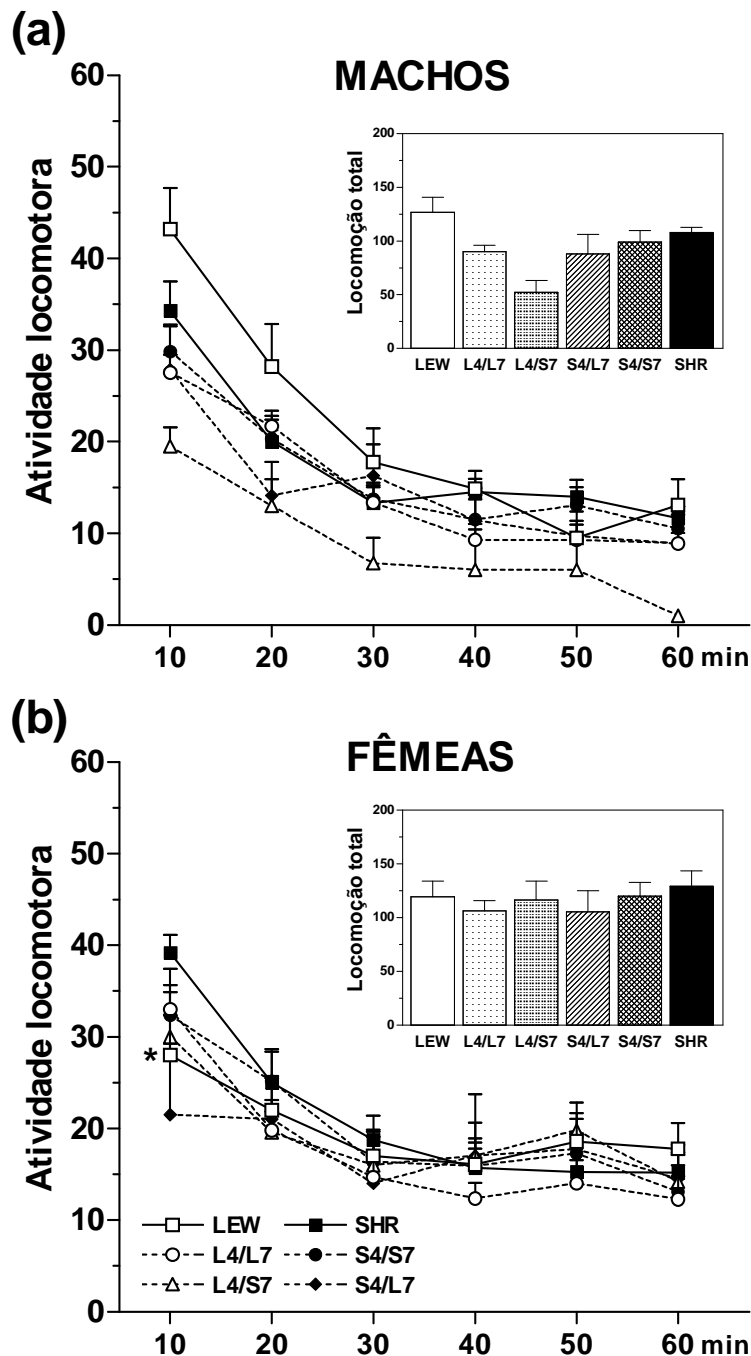 (a)
MACHOS
Atividade locomotora
60
50
40
30
20
10
0
10 20 30 40 50 60 min
Locomoção total
200
150
100
50
0
LEW L4/L7 L4/S7 S4/L7 S4/S7 SHR
(b)
FÊMEAS
Atividade locomotora
60
50
40
30
20
10
0
*
10 20 30 40 50 60 min
Locomoção total
200
150
100
50
0
LEW L4/L7 L4/S7 S4/L7 S4/S7 SHR
LEW SHR
L4/L7 S4/S7
L4/S7 S4/L7